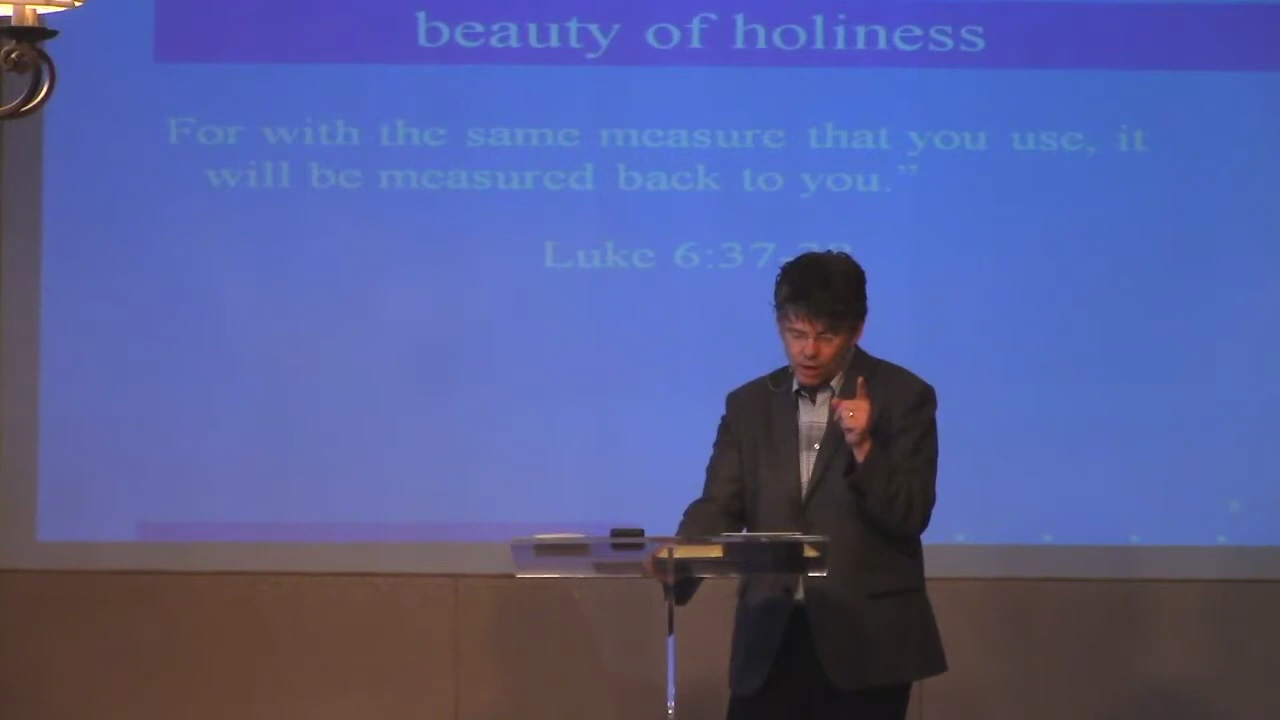 beauty of holiness
For with the same measure that you use, it
will be measured back to you.”
Luke 6:37-38